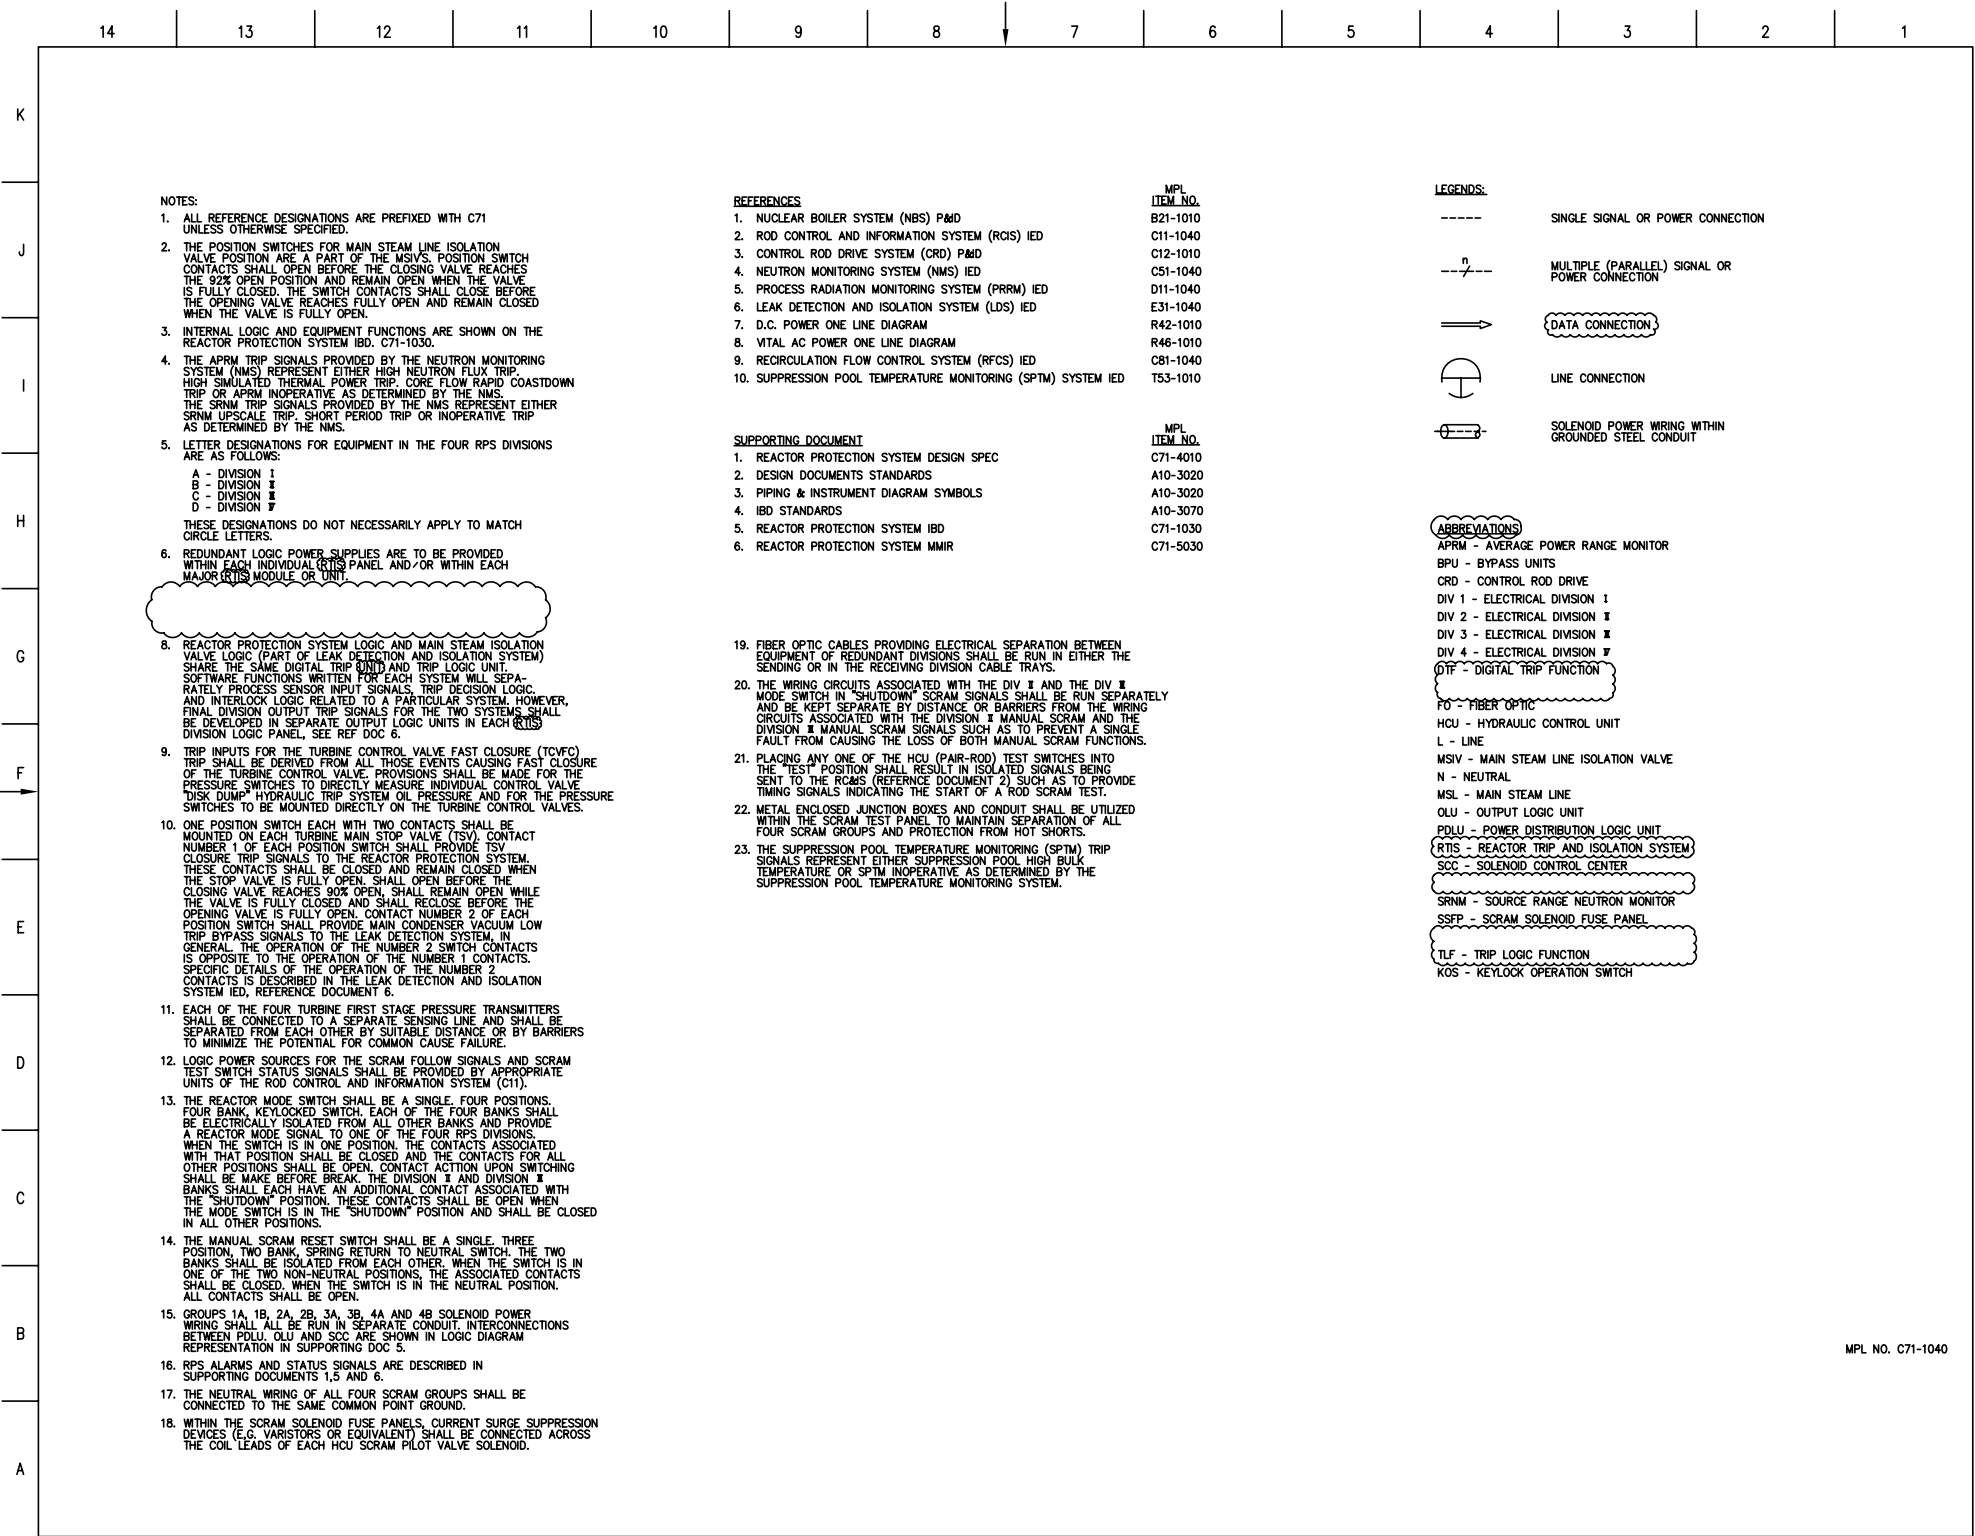 14 13 12 11 10 9 8 7 6 5 4 3 2 1
K
J
I
H
G
F
E
D
C
B
A
NOTES:
1. ALL REFERENCE DESIGNATIONS ARE PREFIXED WITH C71
UNLESS OTHERWISE SPECIFIED.
2. THE POSITION SWITCHES FOR MAIN STEAM LINE ISOLATION
VALVE POSITION ARE A PART OF THE MSIV'S. POSITION SWITCH
CONTACTS SHALL OPEN BEFORE THE CLOSING VALVE REACHES
THE 92% OPEN POSITION AND REMAIN OPEN WHEN THE VALVE
IS FULLY CLOSED. THE SWITCH CONTACTS SHALL CLOSE BEFORE
THE OPENING VALVE REACHES FULLY OPEN AND REMAIN CLOSED
WHEN THE VALVE IS FULLY OPEN.
3. INTERNAL LOGIC AND EQUIPMENT FUNCTIONS ARE SHOWN ON THE
REACTOR PROTECTION SYSTEM IBD. C71-1030.
4. THE APRM TRIP SIGNALS PROVIDED BY THE NEUTRON MONITORING
SYSTEM (NMS) REPRESENT EITHER HIGH NEUTRON FLUX TRIP.
HIGH SIMULATED THERMAL POWER TRIP. CORE FLOW RAPID COASTDOWN
TRIP OR APRM INOPERATIVE AS DETERMINED BY THE NMS.
THE SRNM TRIP SIGNALS PROVIDED BY THE NMS REPRESENT EITHER
SRNM UPSCALE TRIP. SHORT PERIOD TRIP OR INOPERATIVE TRIP
AS DETERMINED BY THE NMS.
5. LETTER DESIGNATIONS FOR EQUIPMENT IN THE FOUR RPS DIVISIONS
ARE AS FOLLOWS:
A - DIVISION I
B - DIVISION II
C - DIVISION III
D - DIVISION IV
THESE DESIGNATIONS DO NOT NECESSARILY APPLY TO MATCH
CIRCLE LETTERS.
6. REDUNDANT LOGIC POWER SUPPLIES ARE TO BE PROVIDED
WITHIN EACH INDIVIDUAL RTIS PANEL AND/OR WITHIN EACH
MAJOR RTIS MODULE OR UNIT.
8. REACTOR PROTECTION SYSTEM LOGIC AND MAIN STEAM ISOLATION
VALVE LOGIC (PART OF LEAK DETECTION AND ISOLATION SYSTEM)
SHARE THE SAME DIGITAL TRIP UNIT AND TRIP LOGIC UNIT.
SOFTWARE FUNCTIONS WRITTEN FOR EACH SYSTEM WILL SEPA-
RATELY PROCESS SENSOR INPUT SIGNALS, TRIP DECISION LOGIC.
AND INTERLOCK LOGIC RELATED TO A PARTICULAR SYSTEM. HOWEVER,
FINAL DIVISION OUTPUT TRIP SIGNALS FOR THE TWO SYSTEMS SHALL
BE DEVELOPED IN SEPARATE OUTPUT LOGIC UNITS IN EACH RTIS
DIVISION LOGIC PANEL, SEE REF DOC 6.
9. TRIP INPUTS FOR THE TURBINE CONTROL VALVE FAST CLOSURE (TCVFC)
TRIP SHALL BE DERIVED FROM ALL THOSE EVENTS CAUSING FAST CLOSURE
OF THE TURBINE CONTROL VALVE. PROVISIONS SHALL BE MADE FOR THE
PRESSURE SWITCHES TO DIRECTLY MEASURE INDIVIDUAL CONTROL VALVE
"DISK DUMP" HYDRAULIC TRIP SYSTEM OIL PRESSURE AND FOR THE PRESSURE
SWITCHES TO BE MOUNTED DIRECTLY ON THE TURBINE CONTROL VALVES.
10. ONE POSITION SWITCH EACH WITH TWO CONTACTS SHALL BE
MOUNTED ON EACH TURBINE MAIN STOP VALVE (TSV). CONTACT
NUMBER 1 OF EACH POSITION SWITCH SHALL PROVIDE TSV
CLOSURE TRIP SIGNALS TO THE REACTOR PROTECTION SYSTEM.
THESE CONTACTS SHALL BE CLOSED AND REMAIN CLOSED WHEN
THE STOP VALVE IS FULLY OPEN. SHALL OPEN BEFORE THE
CLOSING VALVE REACHES 90% OPEN, SHALL REMAIN OPEN WHILE
THE VALVE IS FULLY CLOSED AND SHALL RECLOSE BEFORE THE
OPENING VALVE IS FULLY OPEN. CONTACT NUMBER 2 OF EACH
POSITION SWITCH SHALL PROVIDE MAIN CONDENSER VACUUM LOW
TRIP BYPASS SIGNALS TO THE LEAK DETECTION SYSTEM, IN
GENERAL. THE OPERATION OF THE NUMBER 2 SWITCH CONTACTS
IS OPPOSITE TO THE OPERATION OF THE NUMBER 1 CONTACTS.
SPECIFIC DETAILS OF THE OPERATION OF THE NUMBER 2
CONTACTS IS DESCRIBED IN THE LEAK DETECTION AND ISOLATION
SYSTEM IED, REFERENCE DOCUMENT 6.
11. EACH OF THE FOUR TURBINE FIRST STAGE PRESSURE TRANSMITTERS
SHALL BE CONNECTED TO A SEPARATE SENSING LINE AND SHALL BE
SEPARATED FROM EACH OTHER BY SUITABLE DISTANCE OR BY BARRIERS
TO MINIMIZE THE POTENTIAL FOR COMMON CAUSE FAILURE.
12. LOGIC POWER SOURCES FOR THE SCRAM FOLLOW SIGNALS AND SCRAM
TEST SWITCH STATUS SIGNALS SHALL BE PROVIDED BY APPROPRIATE
UNITS OF THE ROD CONTROL AND INFORMATION SYSTEM (C11).
13. THE REACTOR MODE SWITCH SHALL BE A SINGLE. FOUR POSITIONS.
FOUR BANK, KEYLOCKED SWITCH. EACH OF THE FOUR BANKS SHALL
BE ELECTRICALLY ISOLATED FROM ALL OTHER BANKS AND PROVIDE
A REACTOR MODE SIGNAL TO ONE OF THE FOUR RPS DIVISIONS.
WHEN THE SWITCH IS IN ONE POSITION. THE CONTACTS ASSOCIATED
WITH THAT POSITION SHALL BE CLOSED AND THE CONTACTS FOR ALL
OTHER POSITIONS SHALL BE OPEN. CONTACT ACTTION UPON SWITCHING
SHALL BE MAKE BEFORE BREAK. THE DIVISION II AND DIVISION III
BANKS SHALL EACH HAVE AN ADDITIONAL CONTACT ASSOCIATED WITH
THE "SHUTDOWN" POSITION. THESE CONTACTS SHALL BE OPEN WHEN
THE MODE SWITCH IS IN THE "SHUTDOWN" POSITION AND SHALL BE CLOSED
IN ALL OTHER POSITIONS.
14. THE MANUAL SCRAM RESET SWITCH SHALL BE A SINGLE. THREE
POSITION, TWO BANK, SPRING RETURN TO NEUTRAL SWITCH. THE TWO
BANKS SHALL BE ISOLATED FROM EACH OTHER. WHEN THE SWITCH IS IN
ONE OF THE TWO NON-NEUTRAL POSITIONS, THE ASSOCIATED CONTACTS
SHALL BE CLOSED. WHEN THE SWITCH IS IN THE NEUTRAL POSITION.
ALL CONTACTS SHALL BE OPEN.
15. GROUPS 1A, 1B, 2A, 2B, 3A, 3B, 4A AND 4B SOLENOID POWER
WIRING SHALL ALL BE RUN IN SEPARATE CONDUIT. INTERCONNECTIONS
BETWEEN PDLU. OLU AND SCC ARE SHOWN IN LOGIC DIAGRAM
REPRESENTATION IN SUPPORTING DOC 5.
16. RPS ALARMS AND STATUS SIGNALS ARE DESCRIBED IN
SUPPORTING DOCUMENTS 1,5 AND 6.
17. THE NEUTRAL WIRING OF ALL FOUR SCRAM GROUPS SHALL BE
CONNECTED TO THE SAME COMMON POINT GROUND.
18. WITHIN THE SCRAM SOLENOID FUSE PANELS, CURRENT SURGE SUPPRESSION
DEVICES (E,G. VARISTORS OR EQUIVALENT) SHALL BE CONNECTED ACROSS
THE COIL LEADS OF EACH HCU SCRAM PILOT VALVE SOLENOID.
MPL
REFERENCES ITEM NO.
1. NUCLEAR BOILER SYSTEM (NBS) P&ID B21-1010
2. ROD CONTROL AND INFORMATION SYSTEM (RCIS) IED C11-1040
3. CONTROL ROD DRIVE SYSTEM (CRD) P&ID C12-1010
4. NEUTRON MONITORING SYSTEM (NMS) IED C51-1040
5. PROCESS RADIATION MONITORING SYSTEM (PRRM) IED D11-1040
6. LEAK DETECTION AND ISOLATION SYSTEM (LDS) IED E31-1040
7. D.C. POWER ONE LINE DIAGRAM R42-1010
8. VITAL AC POWER ONE LINE DIAGRAM R46-1010
9. RECIRCULATION FLOW CONTROL SYSTEM (RFCS) IED C81-1040
10. SUPPRESSION POOL TEMPERATURE MONITORING (SPTM) SYSTEM IED T53-1010
MPL
SUPPORTING DOCUMENT ITEM NO.
1. REACTOR PROTECTION SYSTEM DESIGN SPEC C71-4010
2. DESIGN DOCUMENTS STANDARDS A10-3020
3. PIPING & INSTRUMENT DIAGRAM SYMBOLS A10-3020
4. IBD STANDARDS A10-3070
5. REACTOR PROTECTION SYSTEM IBD C71-1030
6. REACTOR PROTECTION SYSTEM MMIR C71-5030
19. FIBER OPTIC CABLES PROVIDING ELECTRICAL SEPARATION BETWEEN
EQUIPMENT OF REDUNDANT DIVISIONS SHALL BE RUN IN EITHER THE
SENDING OR IN THE RECEIVING DIVISION CABLE TRAYS.
20. THE WIRING CIRCUITS ASSOCIATED WITH THE DIV II AND THE DIV III
MODE SWITCH IN "SHUTDOWN" SCRAM SIGNALS SHALL BE RUN SEPARATELY
AND BE KEPT SEPARATE BY DISTANCE OR BARRIERS FROM THE WIRING
CIRCUITS ASSOCIATED WITH THE DIVISION II MANUAL SCRAM AND THE
DIVISION III MANUAL SCRAM SIGNALS SUCH AS TO PREVENT A SINGLE
FAULT FROM CAUSING THE LOSS OF BOTH MANUAL SCRAM FUNCTIONS.
21. PLACING ANY ONE OF THE HCU (PAIR-ROD) TEST SWITCHES INTO
THE "TEST" POSITION SHALL RESULT IN ISOLATED SIGNALS BEING
SENT TO THE RC&IS (REFERNCE DOCUMENT 2) SUCH AS TO PROVIDE
TIMING SIGNALS INDICATING THE START OF A ROD SCRAM TEST.
22. METAL ENCLOSED JUNCTION BOXES AND CONDUIT SHALL BE UTILIZED
WITHIN THE SCRAM TEST PANEL TO MAINTAIN SEPARATION OF ALL
FOUR SCRAM GROUPS AND PROTECTION FROM HOT SHORTS.
23. THE SUPPRESSION POOL TEMPERATURE MONITORING (SPTM) TRIP
SIGNALS REPRESENT EITHER SUPPRESSION POOL HIGH BULK
TEMPERATURE OR SPTM INOPERATIVE AS DETERMINED BY THE
SUPPRESSION POOL TEMPERATURE MONITORING SYSTEM.
LEGENDS:
SINGLE SIGNAL OR POWER CONNECTION
n
MULTIPLE (PARALLEL) SIGNAL OR
POWER CONNECTION
DATA CONNECTION
LINE CONNECTION
SOLENOID POWER WIRING WITHIN
GROUNDED STEEL CONDUIT
ABBREVIATIONS
APRM - AVERAGE POWER RANGE MONITOR
BPU - BYPASS UNITS
CRD - CONTROL ROD DRIVE
DIV 1 - ELECTRICAL DIVISION I
DIV 2 - ELECTRICAL DIVISION II
DIV 3 - ELECTRICAL DIVISION III
DIV 4 - ELECTRICAL DIVISION IV
DTF - DIGITAL TRIP FUNCTION
FO - FIBER OPTIC
HCU - HYDRAULIC CONTROL UNIT
L - LINE
MSIV - MAIN STEAM LINE ISOLATION VALVE
N - NEUTRAL
MSL - MAIN STEAM LINE
OLU - OUTPUT LOGIC UNIT
PDLU - POWER DISTRIBUTION LOGIC UNIT
RTIS - REACTOR TRIP AND ISOLATION SYSTEM
SCC - SOLENOID CONTROL CENTER
SRNM - SOURCE RANGE NEUTRON MONITOR
SSFP - SCRAM SOLENOID FUSE PANEL
TLF - TRIP LOGIC FUNCTION
KOS - KEYLOCK OPERATION SWITCH
MPL NO. C71-1040